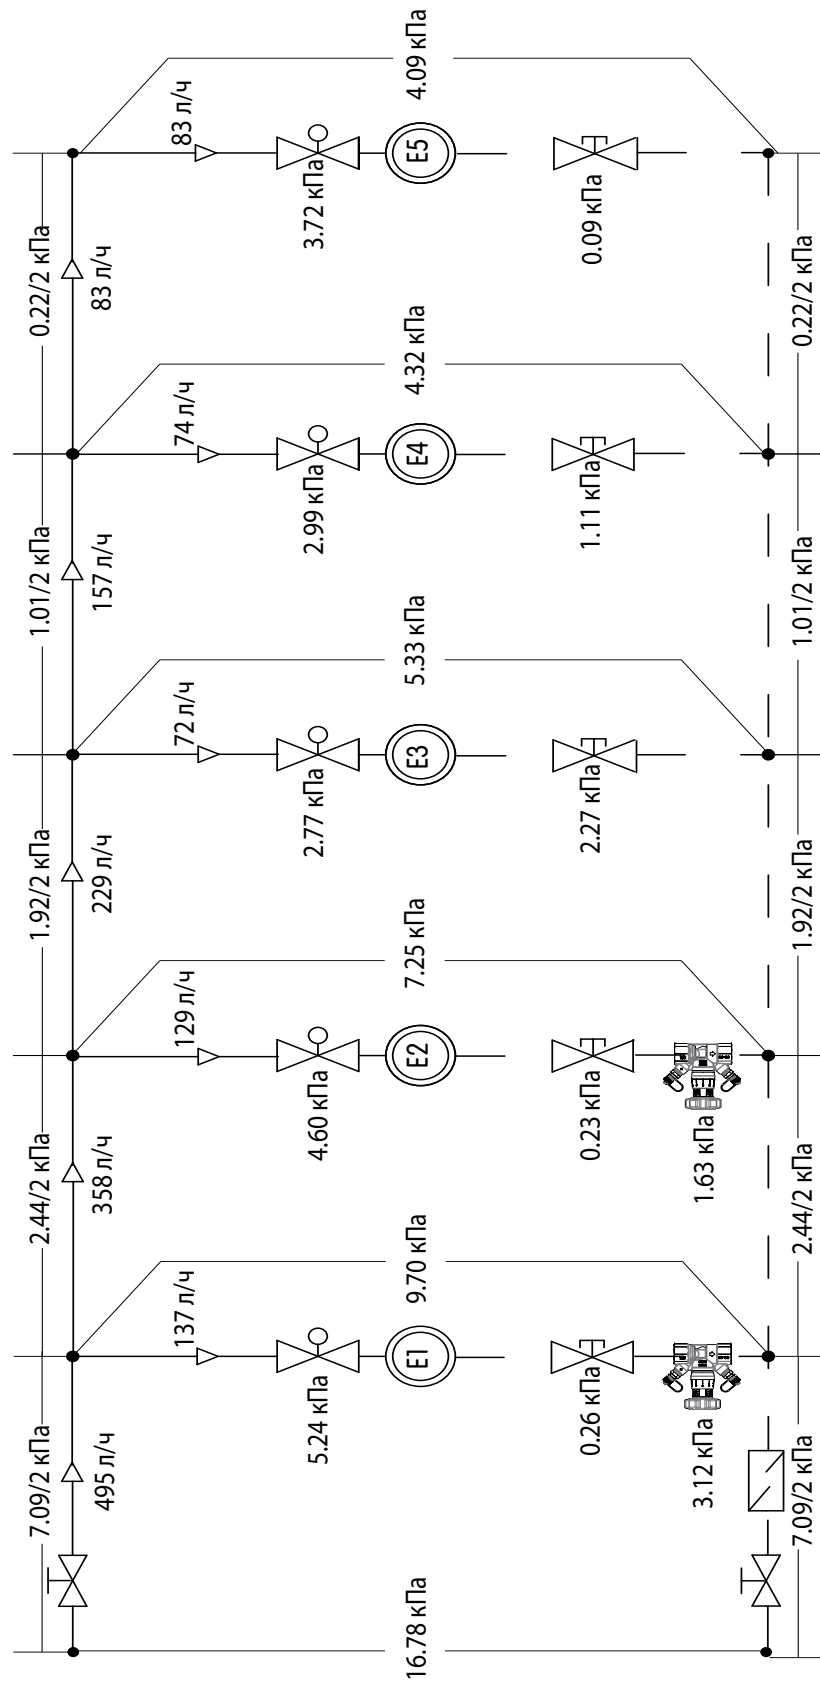 7.09/2 кПа
2.44/2 кПа
1.92/2 кПа
1.01/2 кПа
0.22/2 кПа
495 л/ч
358 л/ч
229 л/ч
157 л/ч
83 л/ч
137 л/ч
129 л/ч
72 л/ч
74 л/ч
83 л/ч
5.24 кПа
4.60 кПа
2.77 кПа
2.99 кПа
3.72 кПа
16.78 кПа
9.70 кПа
7.25 кПа
5.33 кПа
4.32 кПа
4.09 кПа
E1
E2
E3
E4
E5
0.26 кПа
0.23 кПа
2.27 кПа
1.11 кПа
0.09 кПа
3.12 кПа
1.63 кПа
7.09/2 кПа
2.44/2 кПа
1.92/2 кПа
1.01/2 кПа
0.22/2 кПа